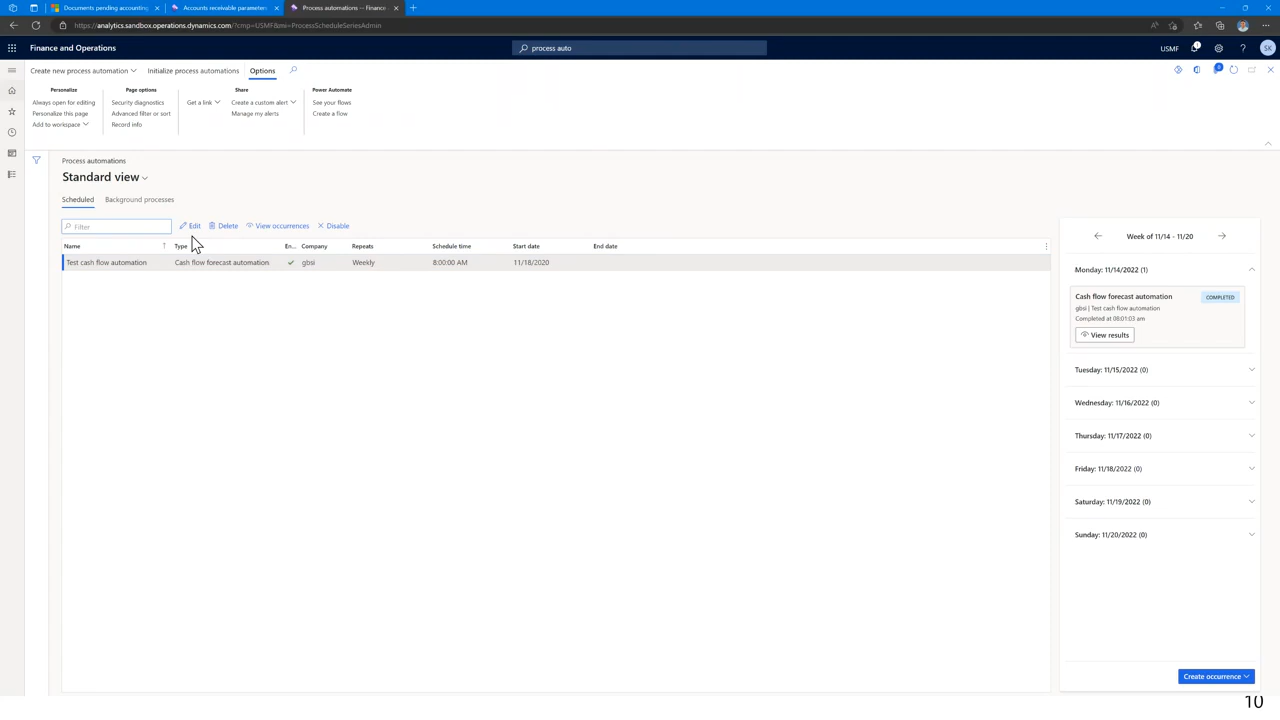 Documents pending accounting
Accounts receivable parameters
Process automations -- Finance
https://analytics.sandbox.operations.dynamics.com/?cmp=USMF&mi=ProcessScheduleSeriesAdmin
Finance and Operations
process auto
USMF
1
?
SK
Create new process automation
Initialize process automations
Options
0
Personalize
Page options
Share
Power Automate
Always open for editing
Security diagnostics
Get a link
Create a custom alert
See your flows
Personalize this page
Advanced filter or sort
Manage my alerts
Create a flow
Add to workspace
Record info
Process automations
Standard view
Scheduled
Background processes
Filter
Edit
Delete
View occurrences
Disable
Name
Type
En...
Company
Repeats
Schedule time
Start date
End date
Test cash flow automation
Cash flow forecast automation
gbsi
Weekly
8:00:00 AM
11/18/2020
Week of 11/14 - 11/20
Monday: 11/14/2022 (1)
Cash flow forecast automation
COMPLETED
gbsi | Test cash flow automation
Completed at 08:01:03 am
View results
Tuesday: 11/15/2022 (0)
Wednesday: 11/16/2022 (0)
Thursday: 11/17/2022 (0)
Friday: 11/18/2022 (0)
Saturday: 11/19/2022 (0)
Sunday: 11/20/2022 (0)
Create occurrence
10